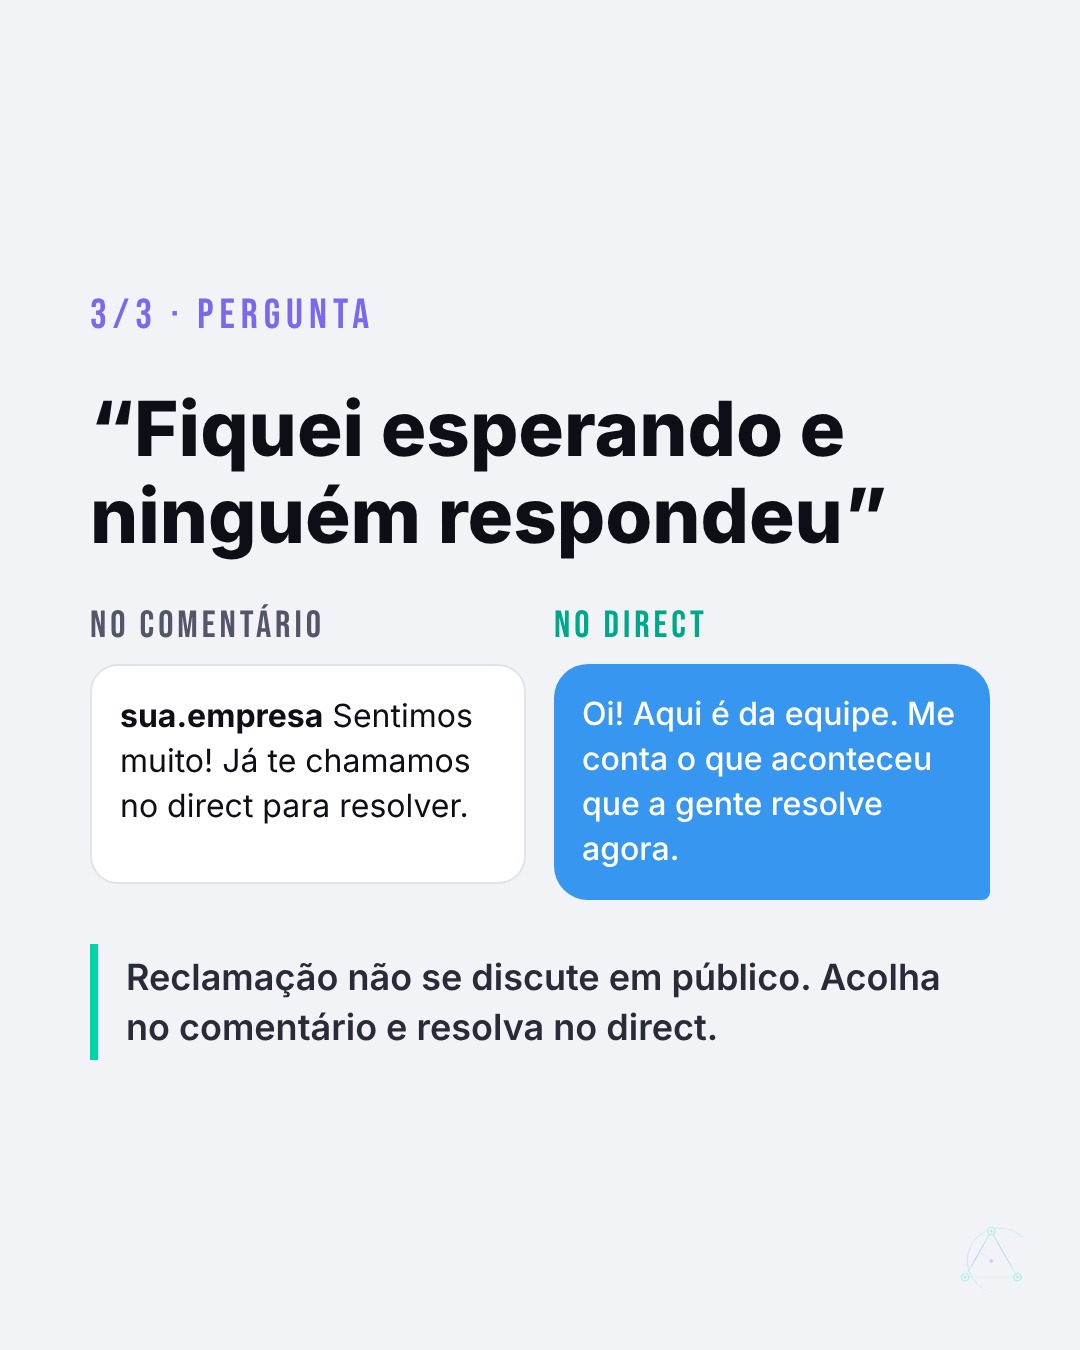 3/3 · PERGUNTA
“Fiquei esperando e
ninguém respondeu”
NO COMENTÁRIO
sua.empresa Sentimos
muito! Já te chamamos
no direct para resolver.
NO DIRECT
Oi! Aqui é da equipe. Me
conta o que aconteceu
que a gente resolve
agora.
Reclamação não se discute em público. Acolha
no comentário e resolva no direct.